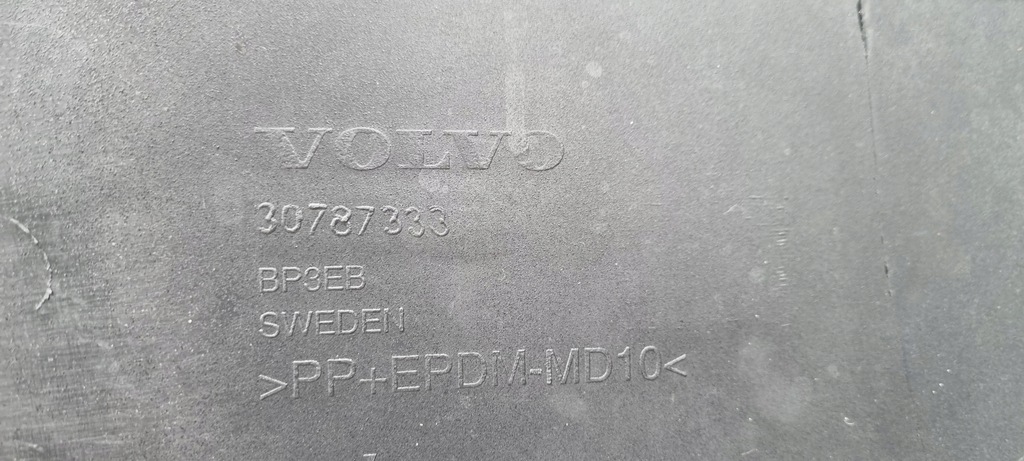 VOLVO
30787333
BP3EB
SWEDEN
>PP+EPDM-MD10<